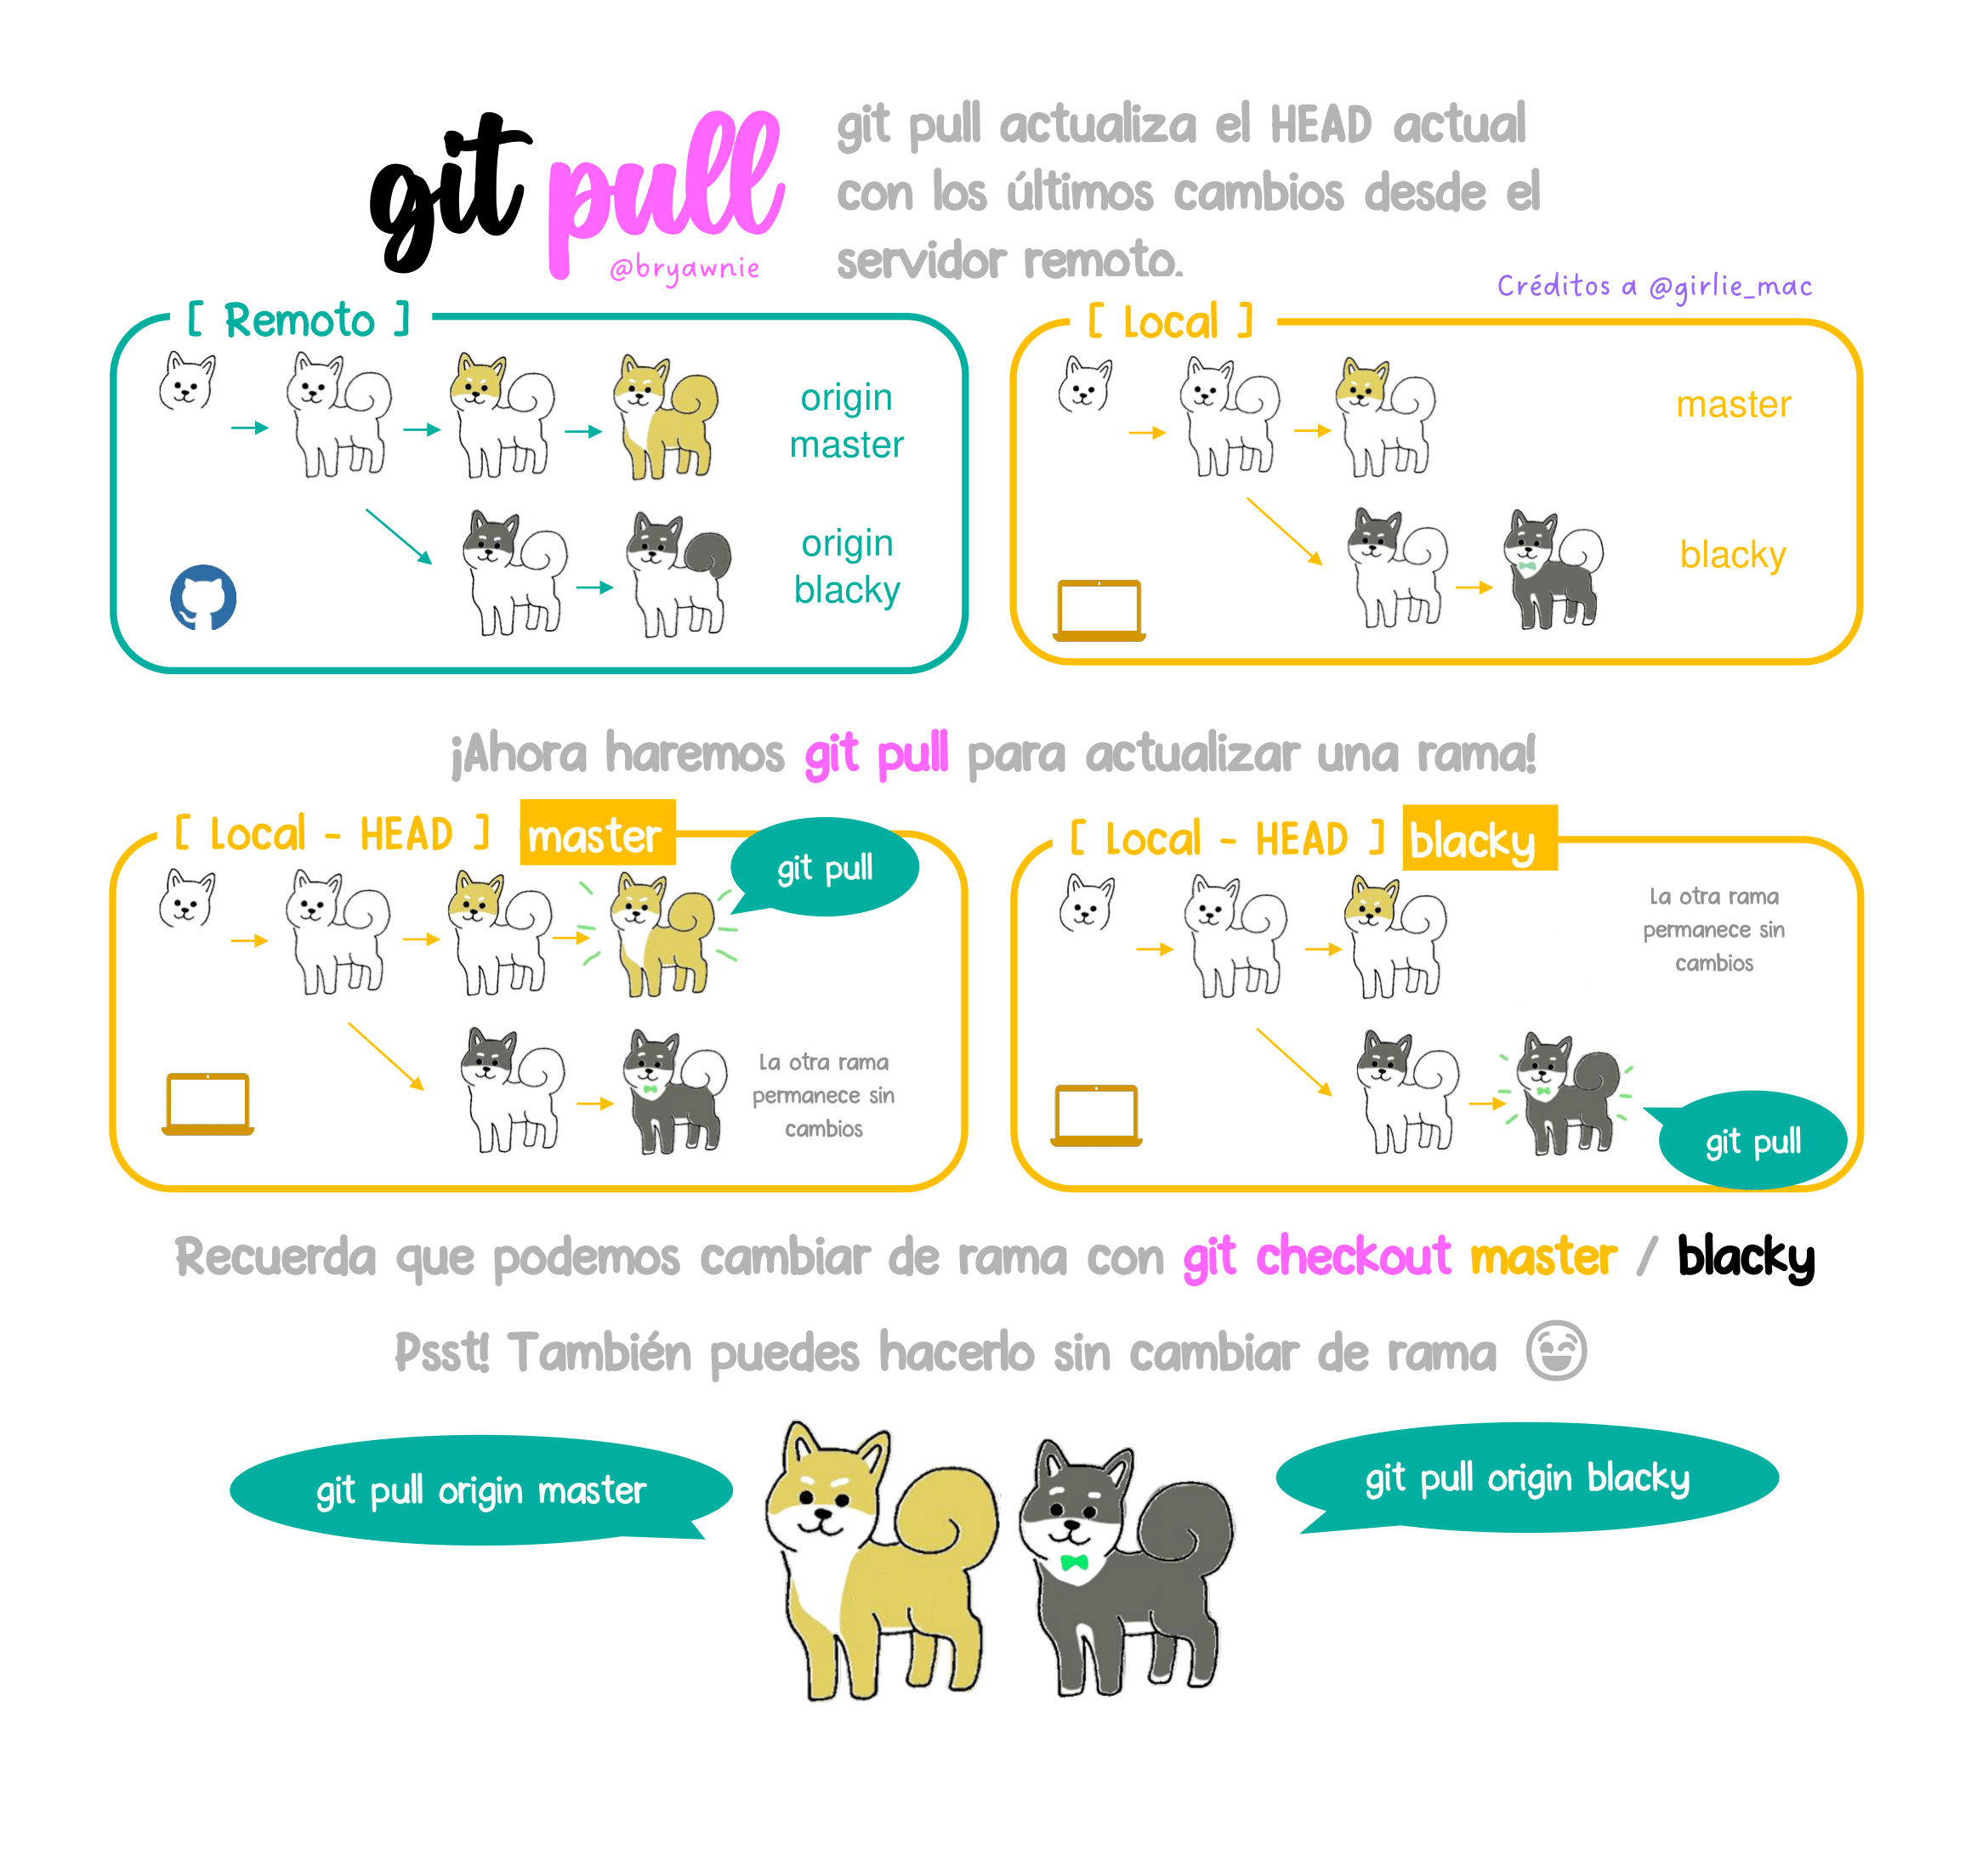 git pull
@bryawnie
git pull actualiza el HEAD actual
con los últimos cambios desde el
servidor remoto.
Créditos a @girlie_mac
[ Remoto ]
origin
master
origin
blacky
[ Local ]
master
blacky
¡Ahora haremos git pull para actualizar una rama!
[ Local - HEAD ] master
git pull
La otra rama
permanece sin
cambios
[ Local - HEAD ] blacky
La otra rama
permanece sin
cambios
git pull
Recuerda que podemos cambiar de rama con git checkout master / blacky
Psst! También puedes hacerlo sin cambiar de rama
git pull origin master
git pull origin blacky